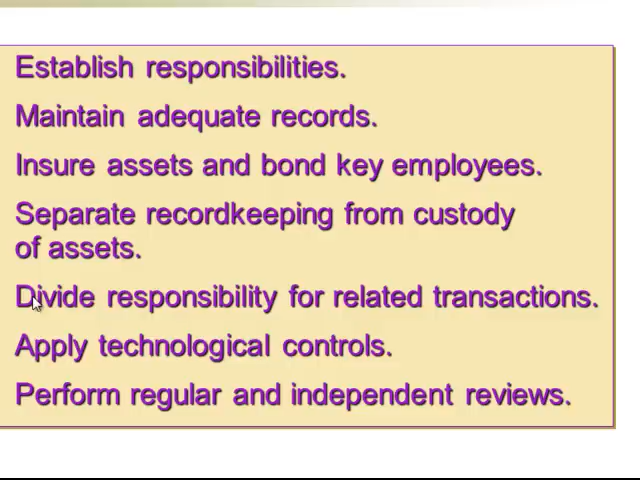 Establish responsibilities.
Maintain adequate records.
Insure assets and bond key employees.
Separate recordkeeping from custody
of assets.
Divide responsibility for related transactions.
Apply technological controls.
Perform regular and independent reviews.